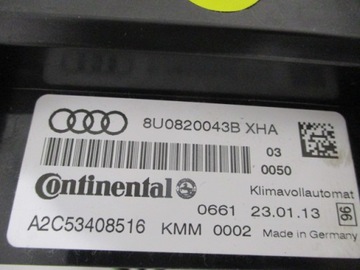 8U0820043B XHA
03
0050
Continental
Klimavollautomat
0661 23.01.13
96
A2C53408516 KMM 0002
Made in Germany